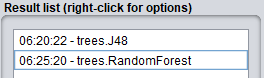 Result list (right-click for options)
06:20:22 - trees.J48
06:25:20 - trees.RandomForest